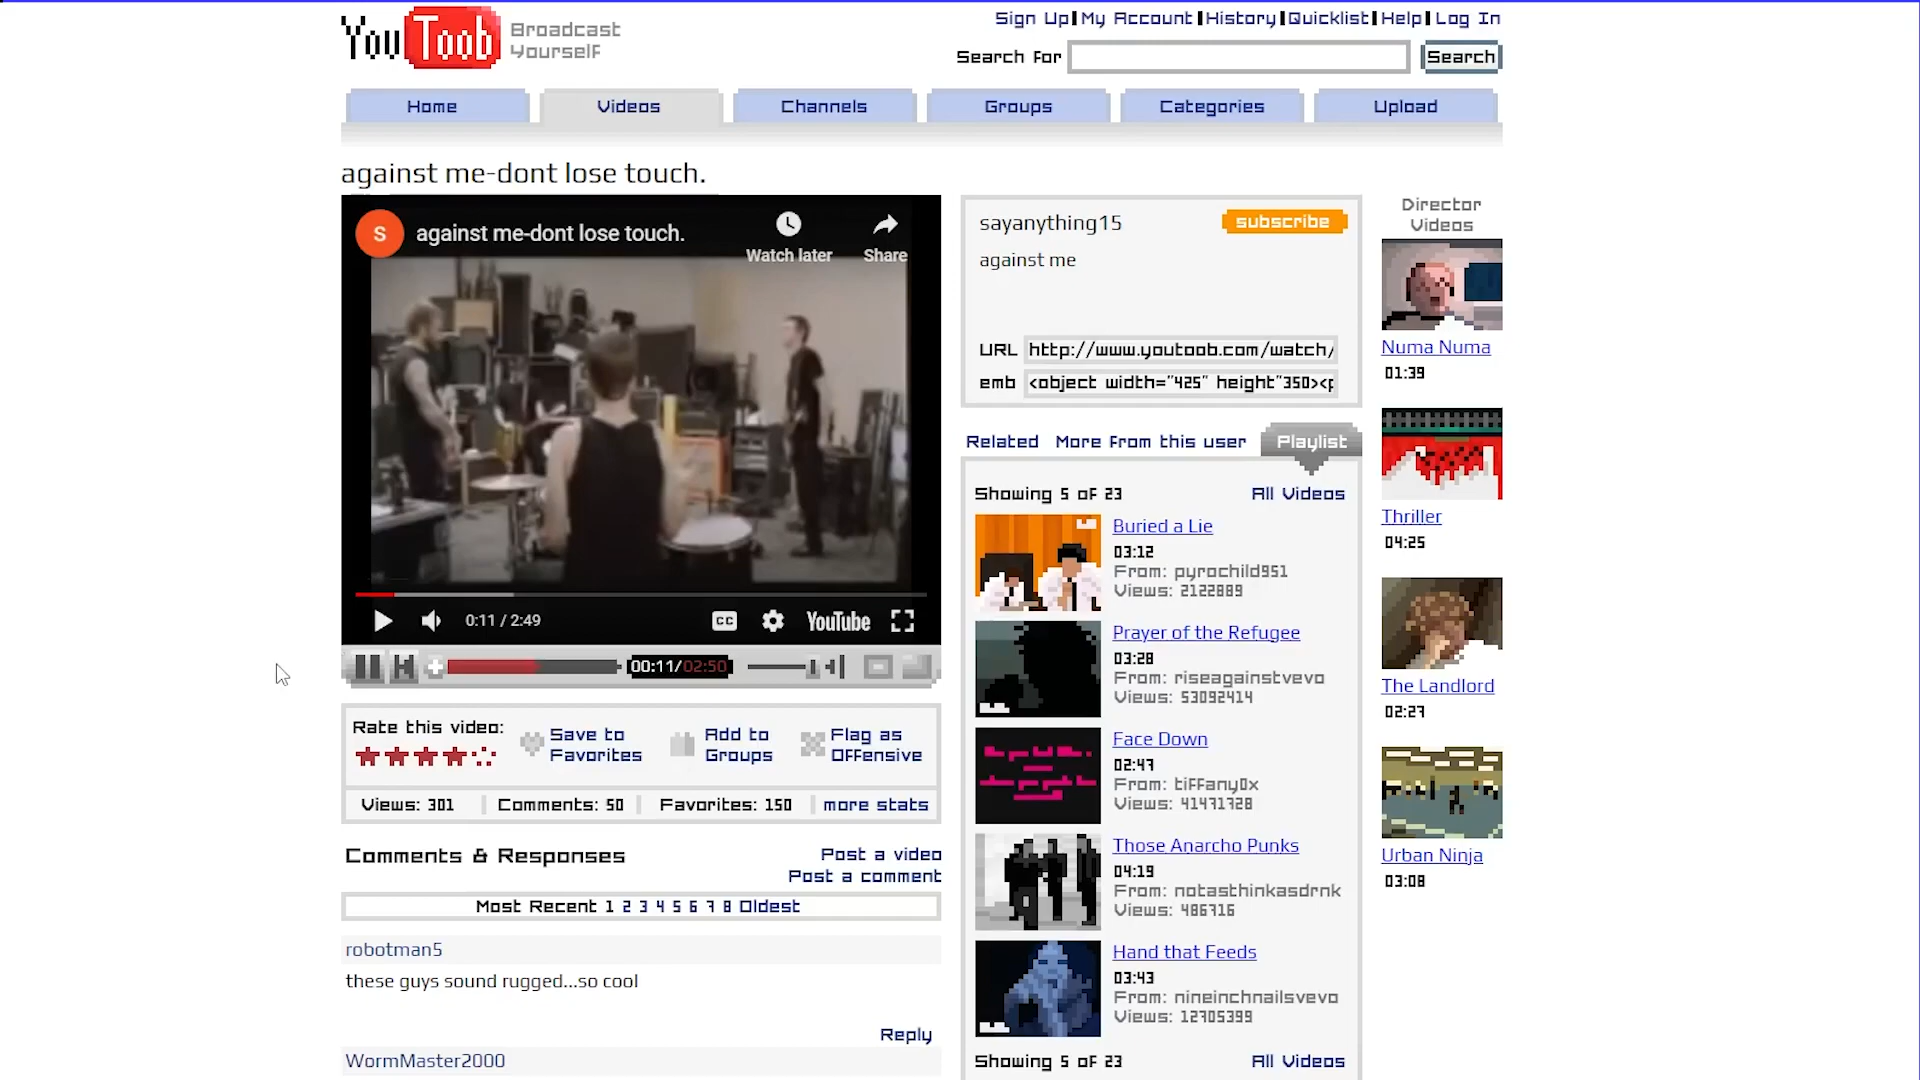 YouToob Broadcast Yourself
Sign Up|My Account|History|Quicklist|Help|Log In
Search for
Search
Home
Videos
Channels
Groups
Categories
Upload
against me-dont lose touch.
S
against me-dont lose touch.
Watch later
Share
0:11 / 2:49
CC
YouTube
00:11/02:50
Rate this video:
Save to Favorites
Add to Groups
Flag as Offensive
Views: 301
Comments: 50
Favorites: 150
more stats
Comments & Responses
Post a video
Post a comment
Most Recent 1 2 3 4 5 6 7 8 Oldest
robotman5
these guys sound rugged...so cool
Reply
WormMaster2000
sayanything15
subscribe
against me
URL
http://www.youtoob.com/watch/
emb
<object width="425" height"350><p
Related
More from this user
Playlist
Showing 5 of 23
All Videos
Buried a Lie
03:12
From: pyrochild951
Views: 2122889
Prayer of the Refugee
03:28
From: riseagainstvevo
Views: 53092414
Face Down
02:47
From: tiffany0x
Views: 41471728
Those Anarcho Punks
04:19
From: notasthinkasdrnk
Views: 486716
Hand that Feeds
03:43
From: nineinchnailsvevo
Views: 12705399
Showing 5 of 23
All Videos
Director
Videos
Numa Numa
01:39
Thriller
04:25
The Landlord
02:27
Urban Ninja
03:08